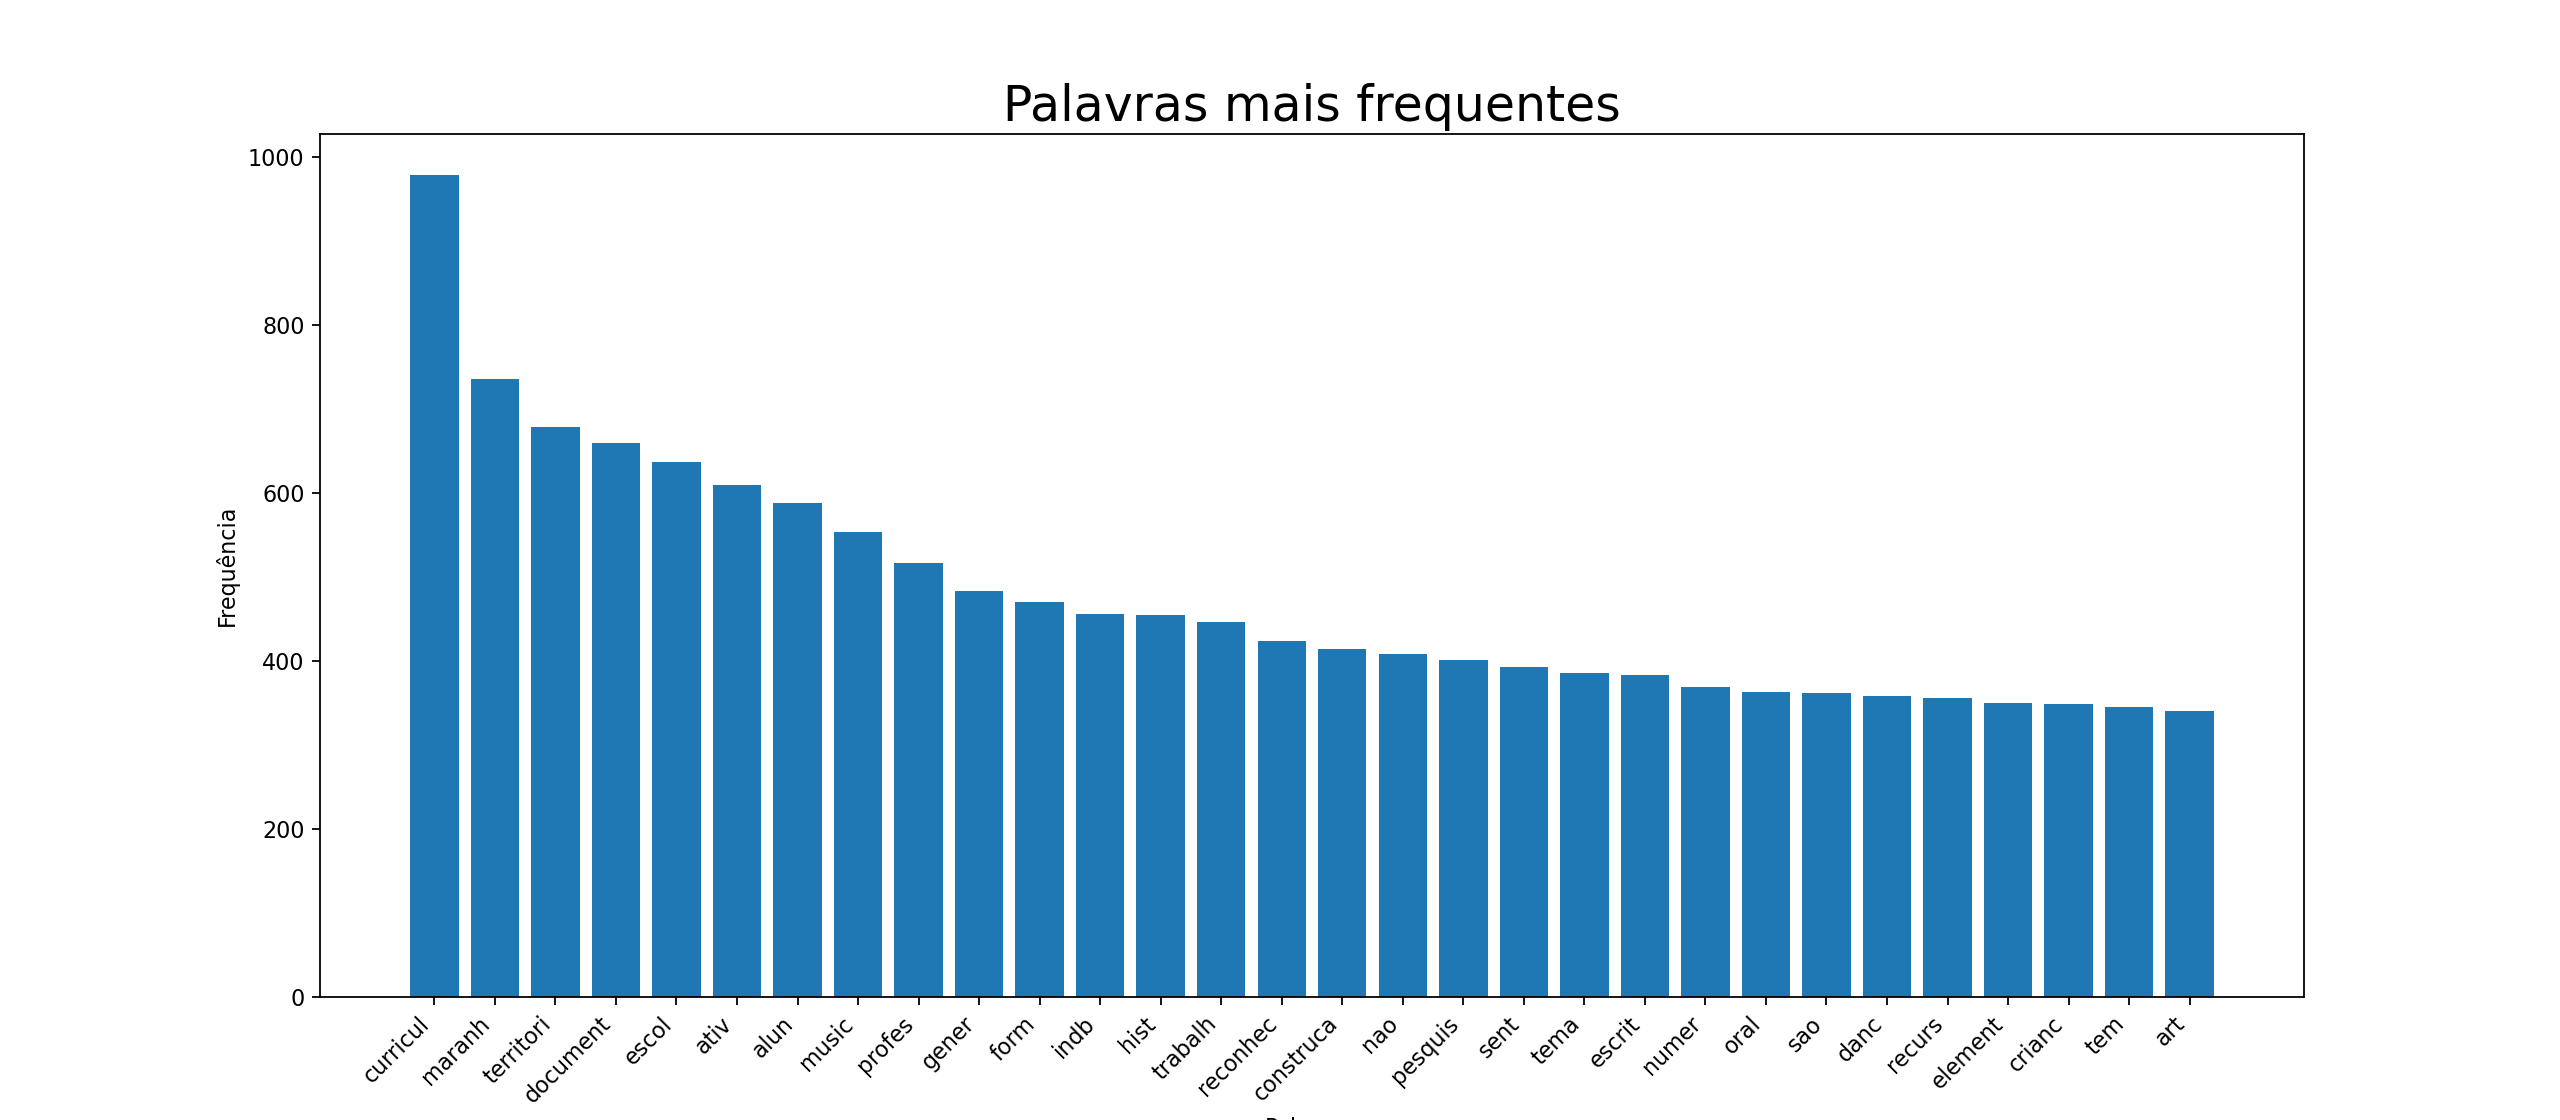 Palavras mais frequentes
1000
800
600
400
200
0
Frequência
curricul
maranh
territori
document
escol
ativ
alun
music
profes
gener
form
indb
hist
trabalh
reconhec
construca
nao
pesquis
sent
tema
escrit
numer
oral
sao
danc
recurs
element
crianc
tem
art